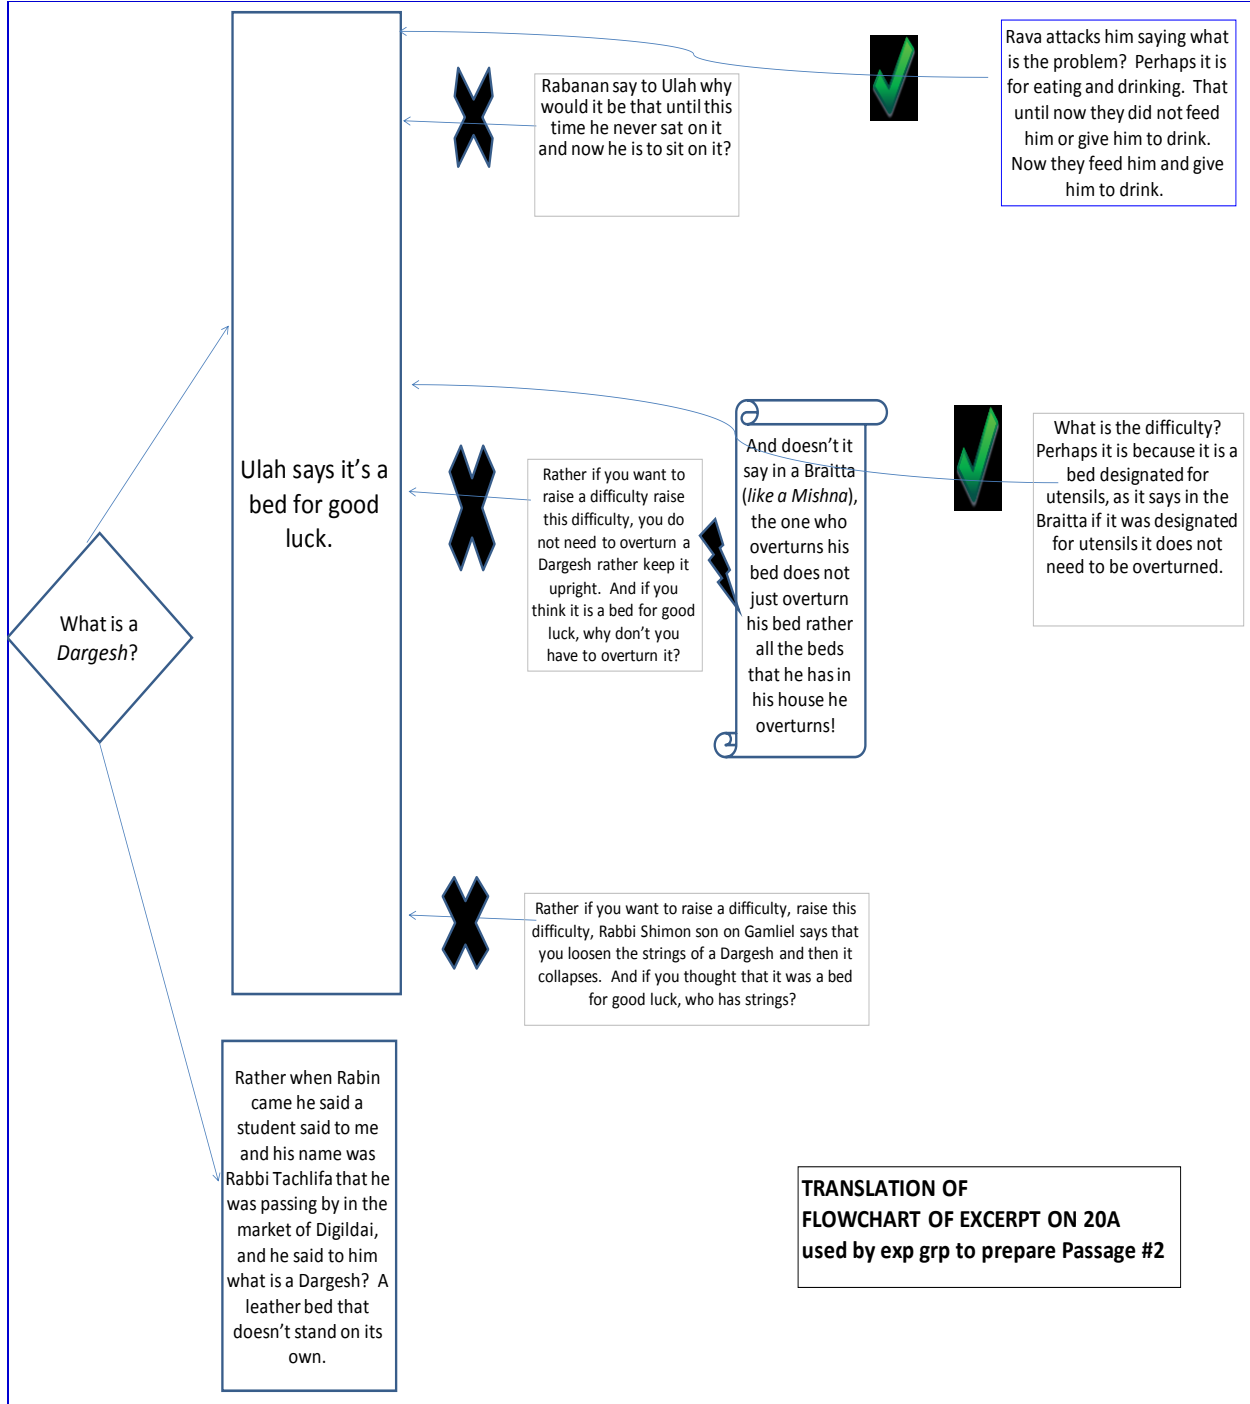 Rava attacks him saying what
is the problem? Perhaps it is
for eating and drinking. That
until now they did not feed
him or give him to drink.
Now they feed him and give
him to drink.
Rabanan say to Ulah why
would it be that until this
time he never sat on it
and now he is to sit on it?
Ulah says it’s a
bed for good
luck.
What is a
Dargesh?
Rather if you want to
raise a difficulty raise
this difficulty, you do
not need to overturn a
Dargesh rather keep it
upright. And if you
think it is a bed for good
luck, why don’t you
have to overturn it?
And doesn’t it
say in a Braitta
(like a Mishna),
the one who
overturns his
bed does not
just overturn
his bed rather
all the beds
that he has in
his house he
overturns!
What is the difficulty?
Perhaps it is because it is a
bed designated for
utensils, as it says in the
Braitta if it was designated
for utensils it does not
need to be overturned.
Rather if you want to raise a difficulty, raise this
difficulty, Rabbi Shimon son on Gamliel says that
you loosen the strings of a Dargesh and then it
collapses. And if you thought that it was a bed
for good luck, who has strings?
Rather when Rabin
came he said a
student said to me
and his name was
Rabbi Tachlifa that he
was passing by in the
market of Digildai,
and he said to him
what is a Dargesh? A
leather bed that
doesn’t stand on its
own.
TRANSLATION OF
FLOWCHART OF EXCERPT ON 20A
used by exp grp to prepare Passage #2